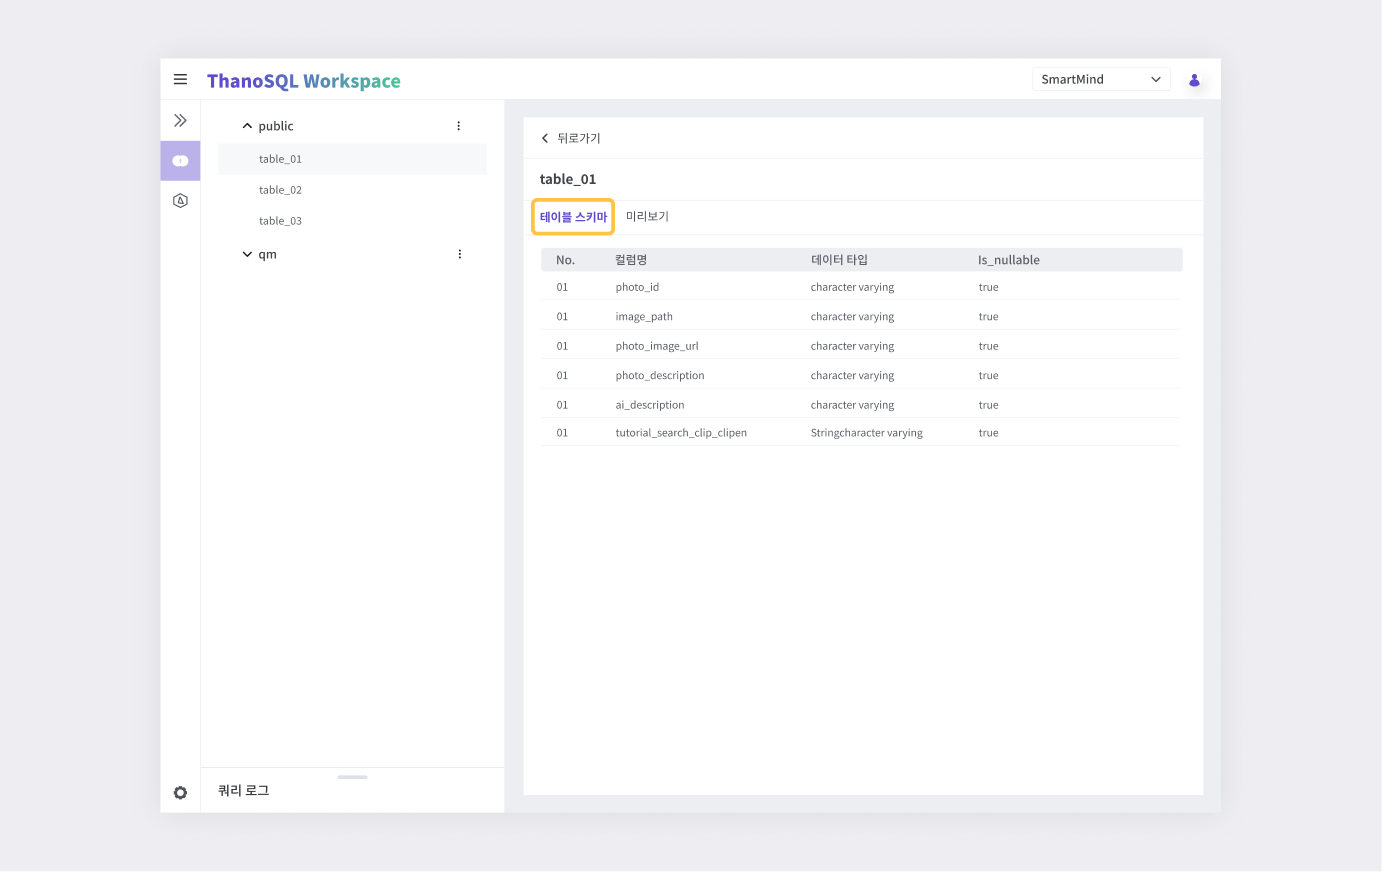 ThanoSQL Workspace
SmartMind
public
table_01
table_02
table_03
qm
쿼리 로그
뒤로가기
table_01
테이블 스키마 미리보기
No. 컬럼명 데이터 타입 Is_nullable
01 photo_id character varying true
01 image_path character varying true
01 photo_image_url character varying true
01 photo_description character varying true
01 ai_description character varying true
01 tutorial_search_clip_clipen Stringcharacter varying true